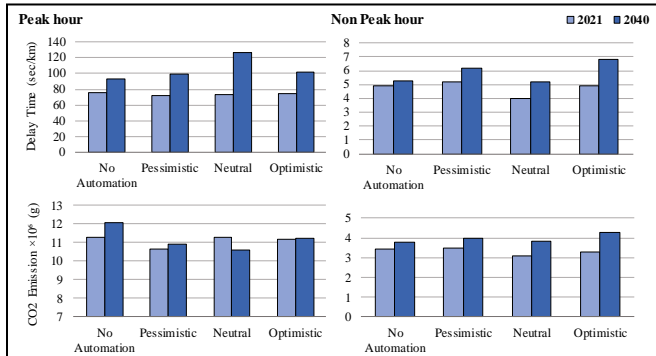 Peak hour
Non Peak hour
2021 2040
Delay Time (sec/km)
140
120
100
80
60
40
20
0
No Automation
Pessimistic
Neutral
Optimistic
8
7
6
5
4
3
2
1
0
No Automation
Pessimistic
Neutral
Optimistic
CO2 Emission ×10⁶ (g)
13
12
11
10
9
8
7
No Automation
Pessimistic
Neutral
Optimistic
5
4
3
2
1
0
No Automation
Pessimistic
Neutral
Optimistic